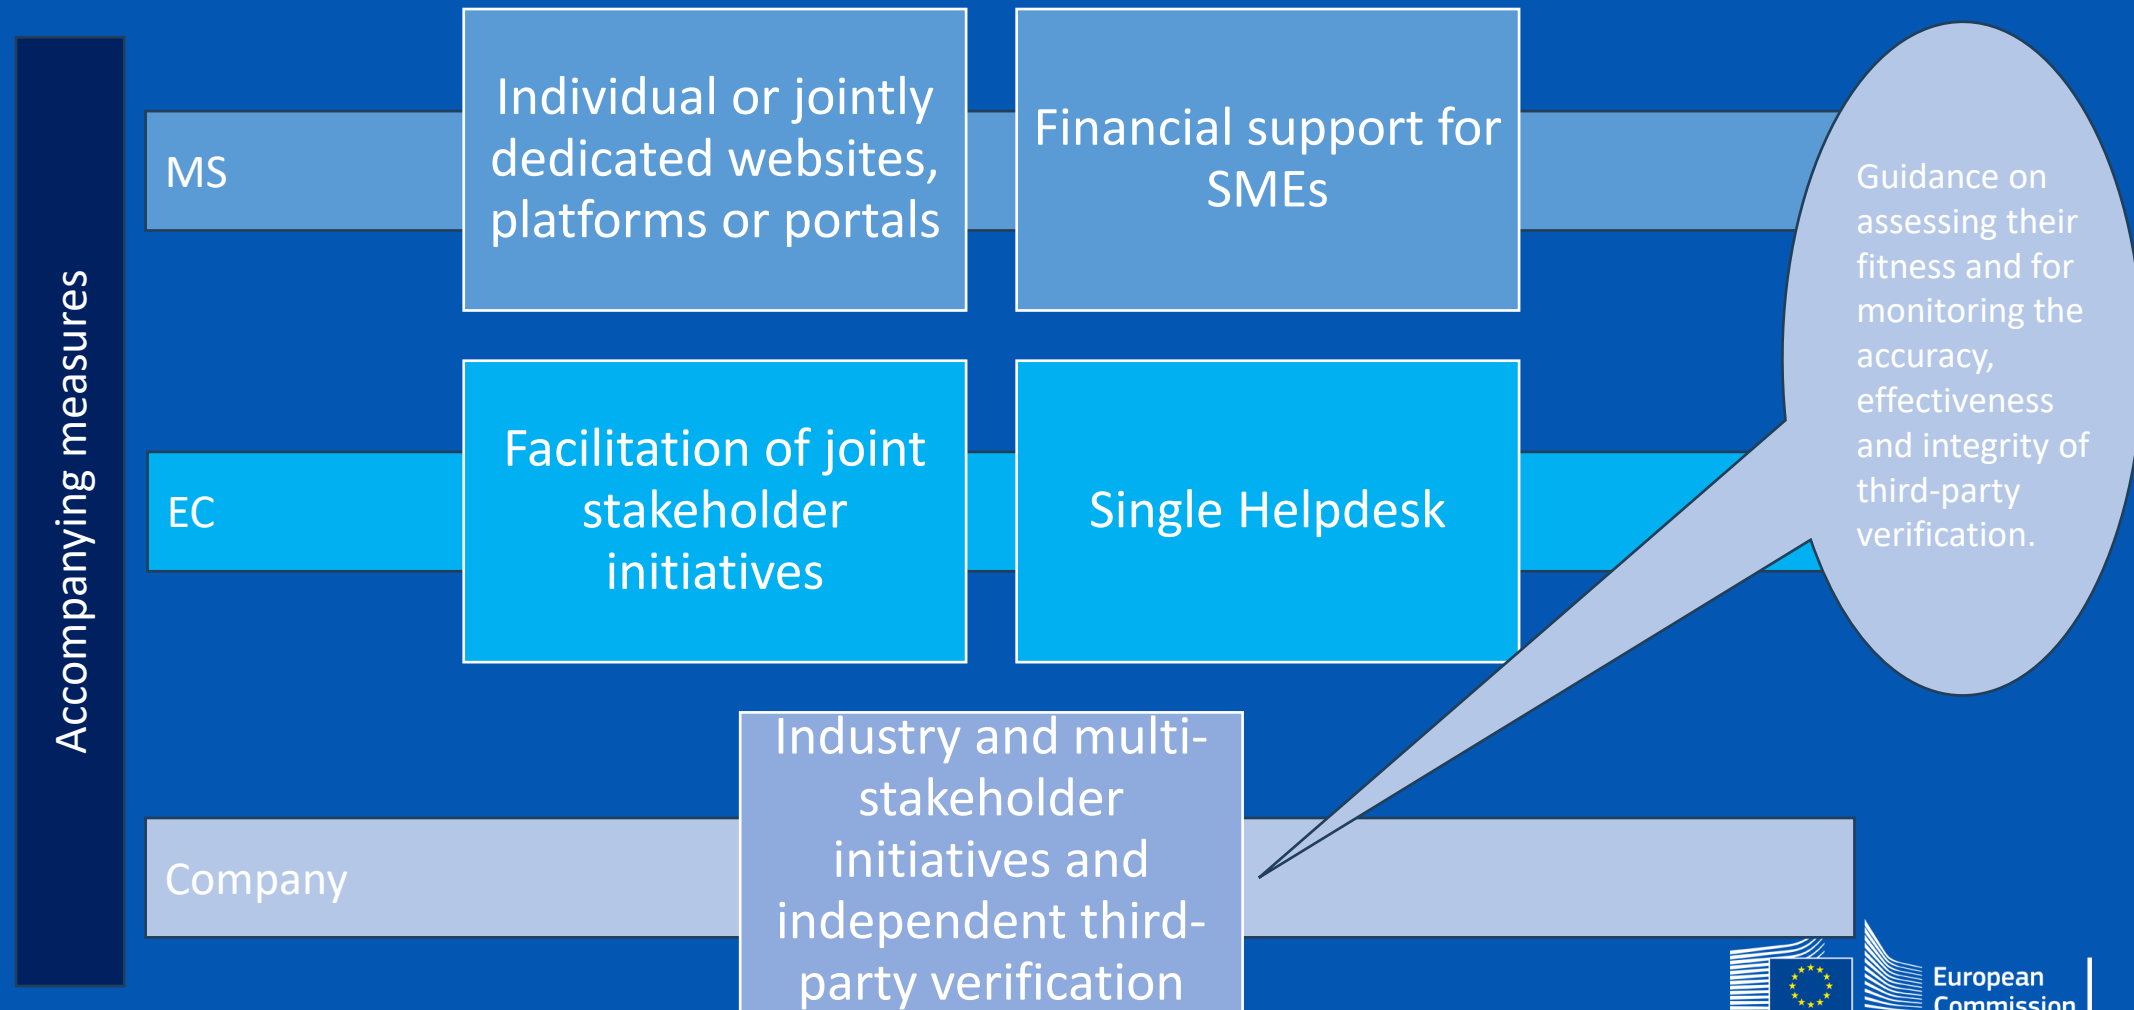 Accompanying measures
MS
Individual or jointly
dedicated websites,
platforms or portals
Financial support for
SMEs
Guidance on
assessing their
fitness and for
monitoring the
accuracy,
effectiveness
and integrity of
third-party
verification.
EC
Facilitation of joint
stakeholder
initiatives
Single Helpdesk
Company
Industry and multi-
stakeholder
initiatives and
independent third-
party verification
European
Commission